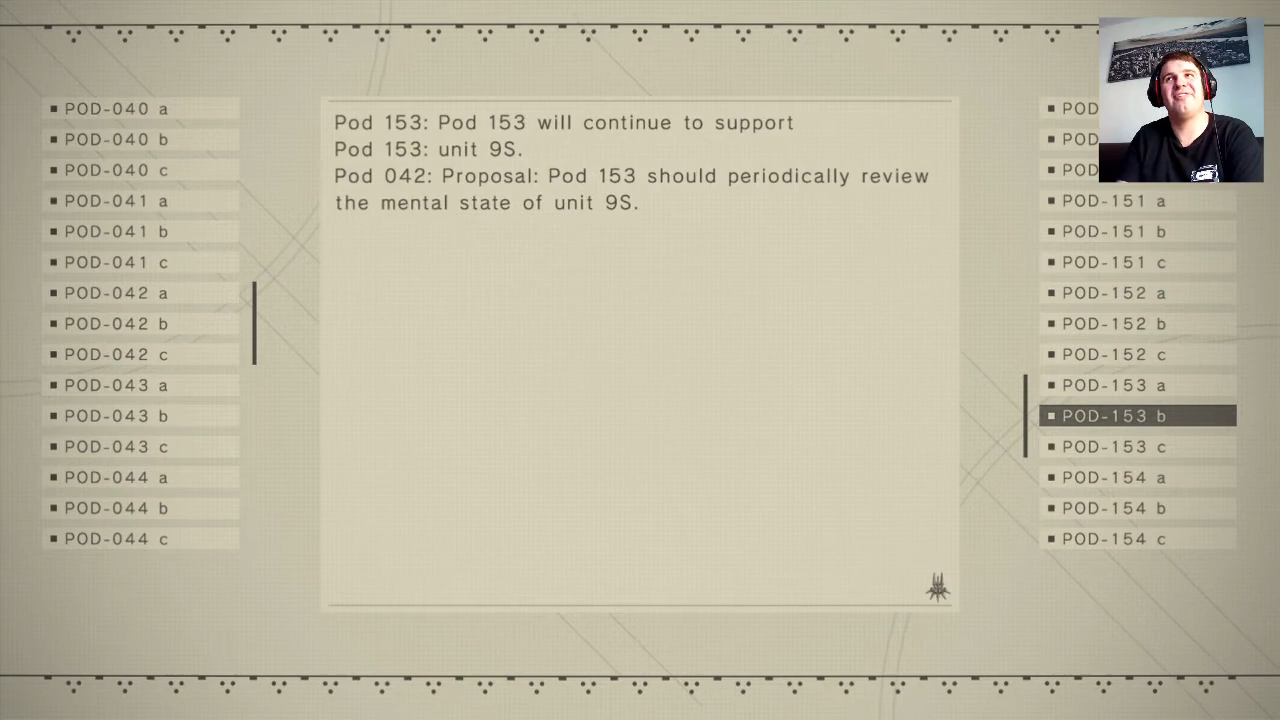 POD-040 a
POD-040 b
POD-040 c
POD-041 a
POD-041 b
POD-041 c
POD-042 a
POD-042 b
POD-042 c
POD-043 a
POD-043 b
POD-043 c
POD-044 a
POD-044 b
POD-044 c
Pod 153: Pod 153 will continue to support
Pod 153: unit 9S.
Pod 042: Proposal: Pod 153 should periodically review
the mental state of unit 9S.
POD
POD
POD
POD-151 a
POD-151 b
POD-151 c
POD-152 a
POD-152 b
POD-152 c
POD-153 a
POD-153 b
POD-153 c
POD-154 a
POD-154 b
POD-154 c